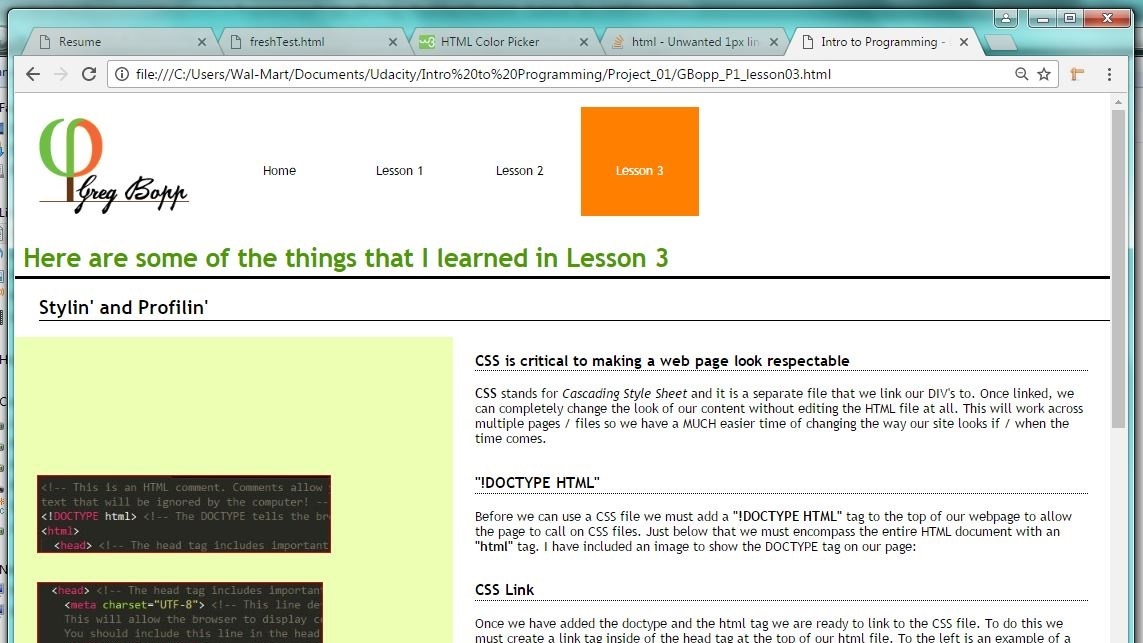 Resume
freshTest.html
HTML Color Picker
html - Unwanted 1px lin
Intro to Programming -
file:///C:/Users/Wal-Mart/Documents/Udacity/Intro%20to%20Programming/Project_01/GBopp_P1_lesson03.html
Greg Bopp
Home
Lesson 1
Lesson 2
Lesson 3
Here are some of the things that I learned in Lesson 3
Stylin' and Profilin'
CSS is critical to making a web page look respectable
CSS stands for Cascading Style Sheet and it is a separate file that we link our DIV's to. Once linked, we
can completely change the look of our content without editing the HTML file at all. This will work across
multiple pages / files so we have a MUCH easier time of changing the way our site looks if / when the
time comes.
<!-- This is an HTML comment. Comments allow
text that will be ignored by the computer! --
<!DOCTYPE html> <!-- The DOCTYPE tells the br
<html>
<head> <!-- The head tag includes important
"!DOCTYPE HTML"
Before we can use a CSS file we must add a "!DOCTYPE HTML" tag to the top of our webpage to allow
the page to call on CSS files. Just below that we must encompass the entire HTML document with an
"html" tag. I have included an image to show the DOCTYPE tag on our page:
<head> <!-- The head tag includes importan
<meta charset="UTF-8"> <!-- This line de
This will allow the browser to display c
You should include this line in the head
CSS Link
Once we have added the doctype and the html tag we are ready to link to the CSS file. To do this we
must create a link tag inside of the head tag at the top of our html file. To the left is an example of a